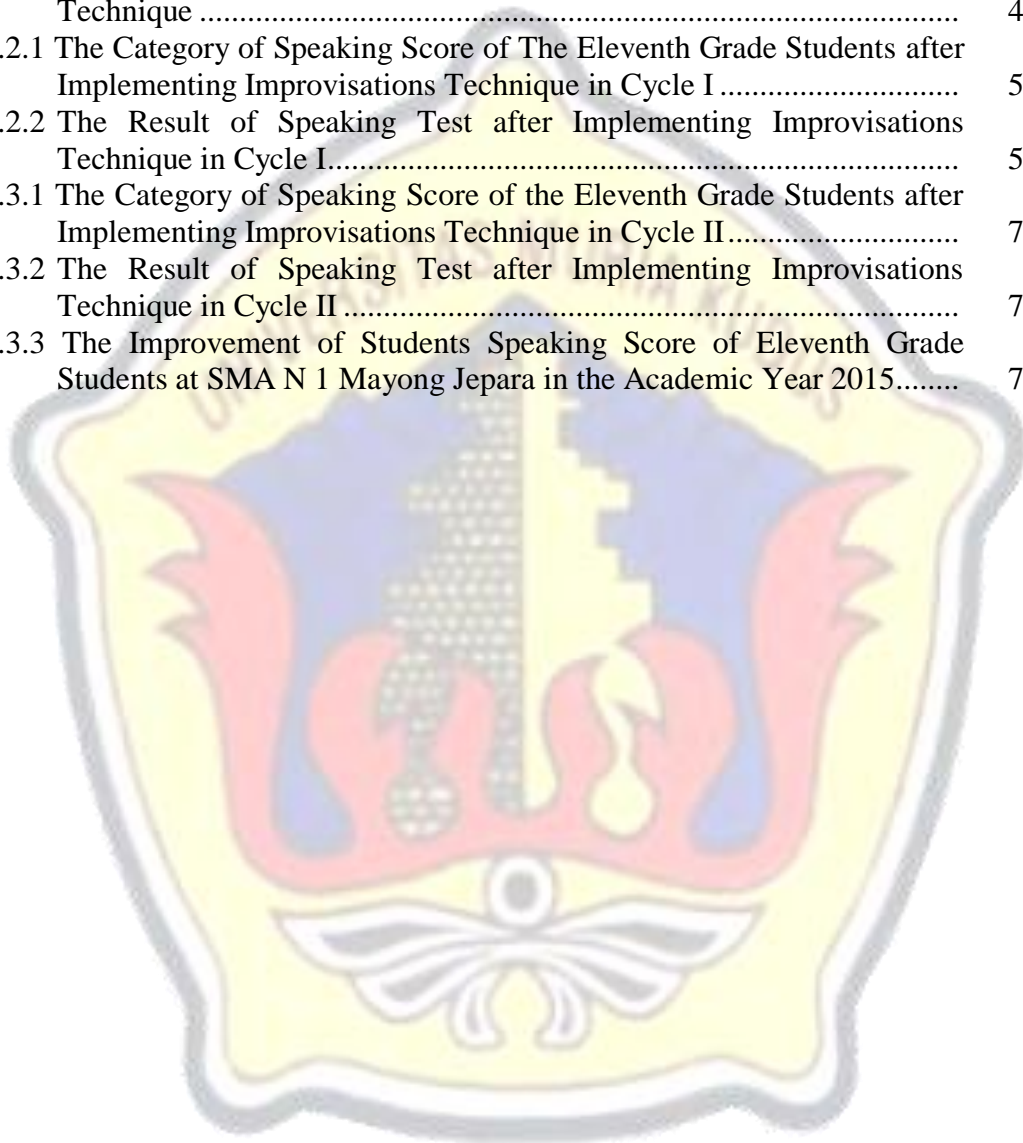 Technique ........................................................................................... 4
.2.1 The Category of Speaking Score of The Eleventh Grade Students after
Implementing Improvisations Technique in Cycle I ............................. 5
.2.2 The Result of Speaking Test after Implementing Improvisations
Technique in Cycle I............................................................................ 5
.3.1 The Category of Speaking Score of the Eleventh Grade Students after
Implementing Improvisations Technique in Cycle II ............................ 7
.3.2 The Result of Speaking Test after Implementing Improvisations
Technique in Cycle II .......................................................................... 7
.3.3 The Improvement of Students Speaking Score of Eleventh Grade
Students at SMA N 1 Mayong Jepara in the Academic Year 2015........ 7
UNIVERSITAS MURIA KUDUS